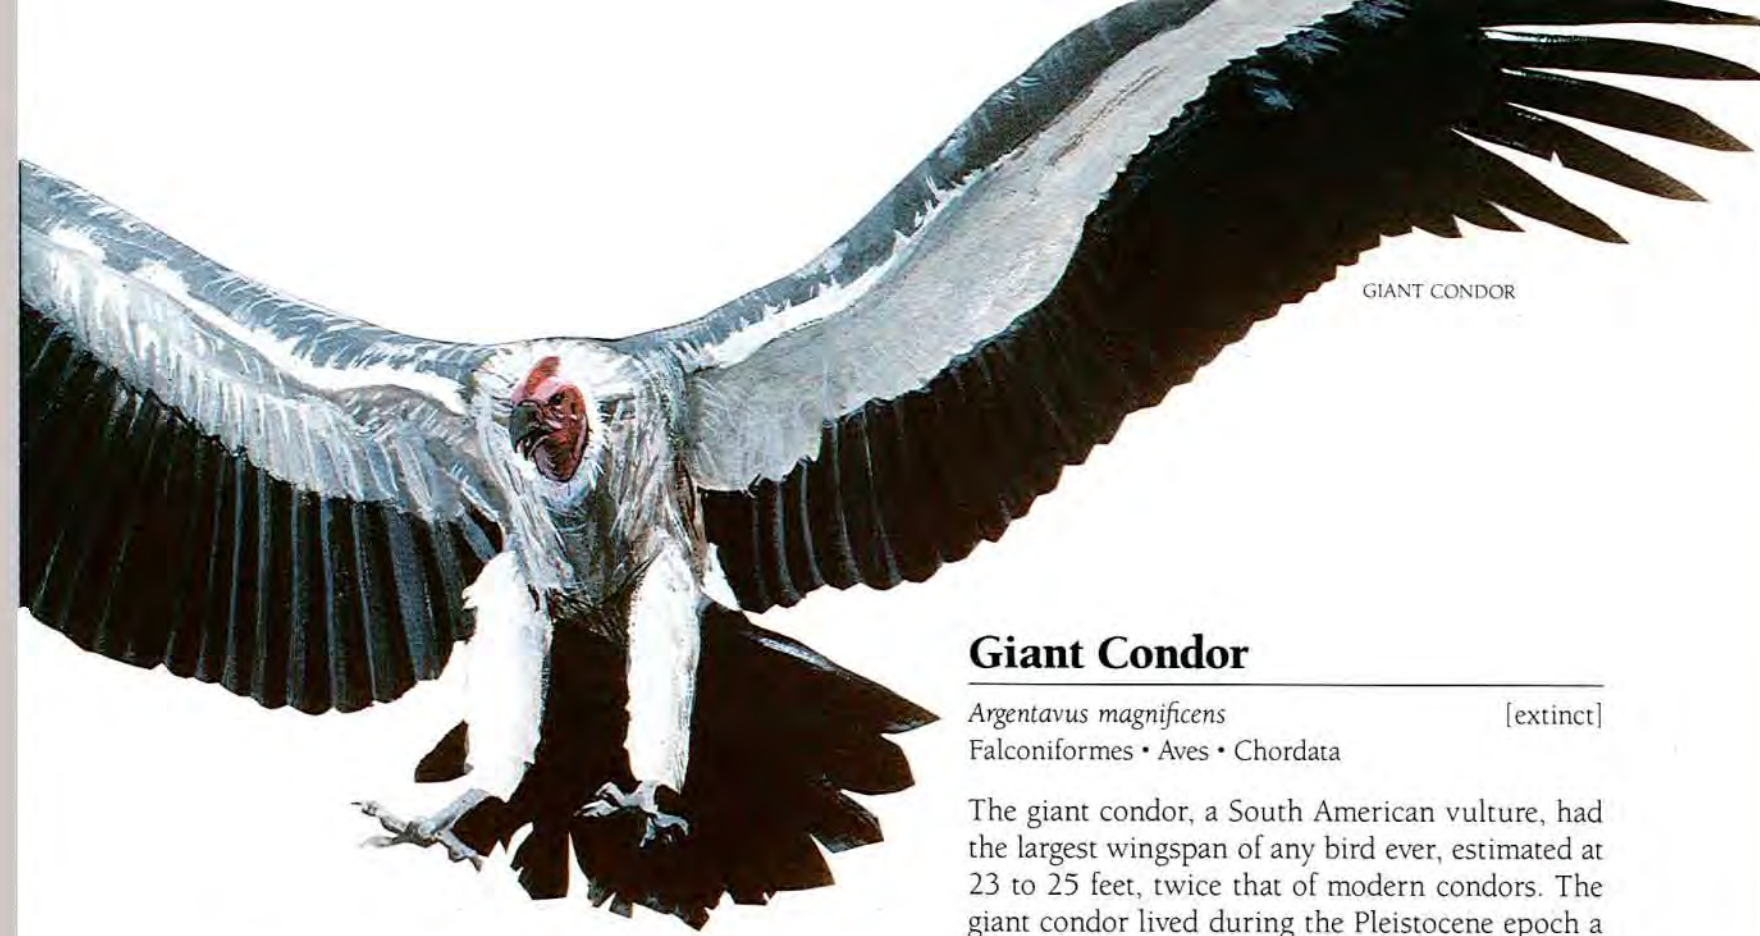 GIANT CONDOR
Giant Condor
Argentavus magnificens [extinct]
Falconiformes • Aves • Chordata
The giant condor, a South American vulture, had
the largest wingspan of any bird ever, estimated at
23 to 25 feet, twice that of modern condors. The
giant condor lived during the Pleistocene epoch a